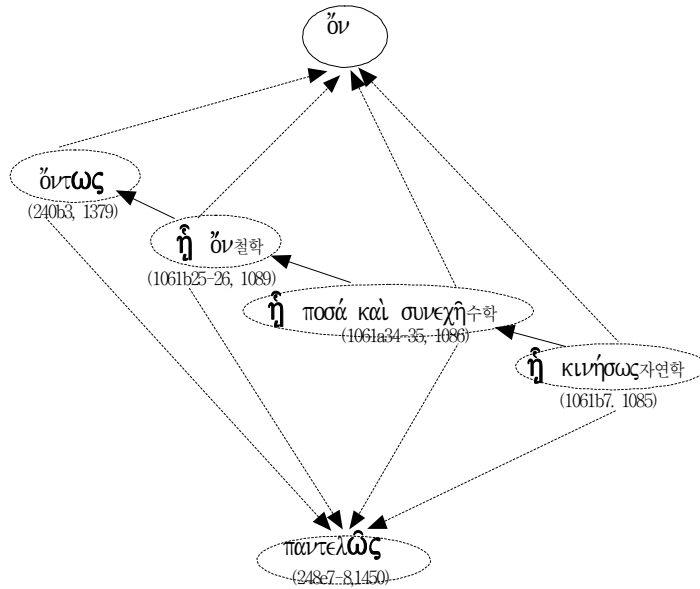 ὄν
ὄντως
(240b3, 1379)
ᾗ ὄν철학
(1061b25-26, 1089)
ᾗ ποσά καὶ συνεχῆ수학
(1061a34-35, 1086)
ᾗ κινήσως자연학
(1061b7. 1085)
παντελῶς
(248e7-8,1450)